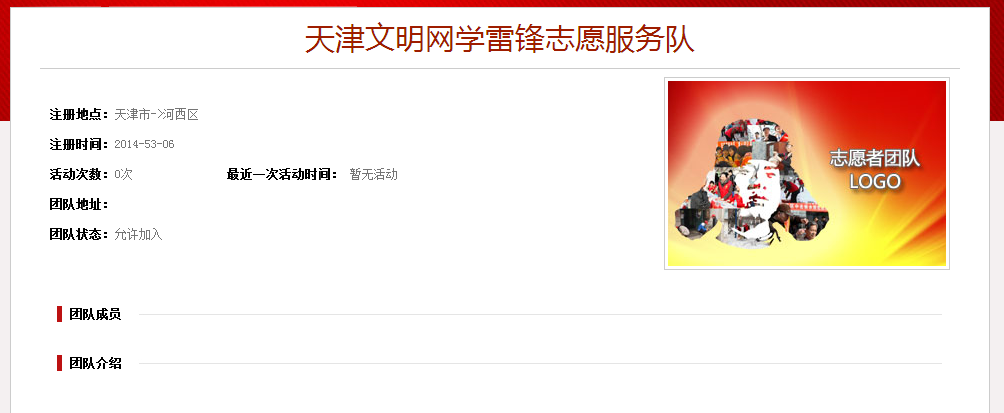 天津文明网学雷锋志愿服务队
注册地点：天津市->河西区
注册时间：2014-53-06
活动次数：0次 最近一次活动时间： 暂无活动
团队地址：
团队状态：允许加入
志愿者团队
LOGO
团队成员
团队介绍